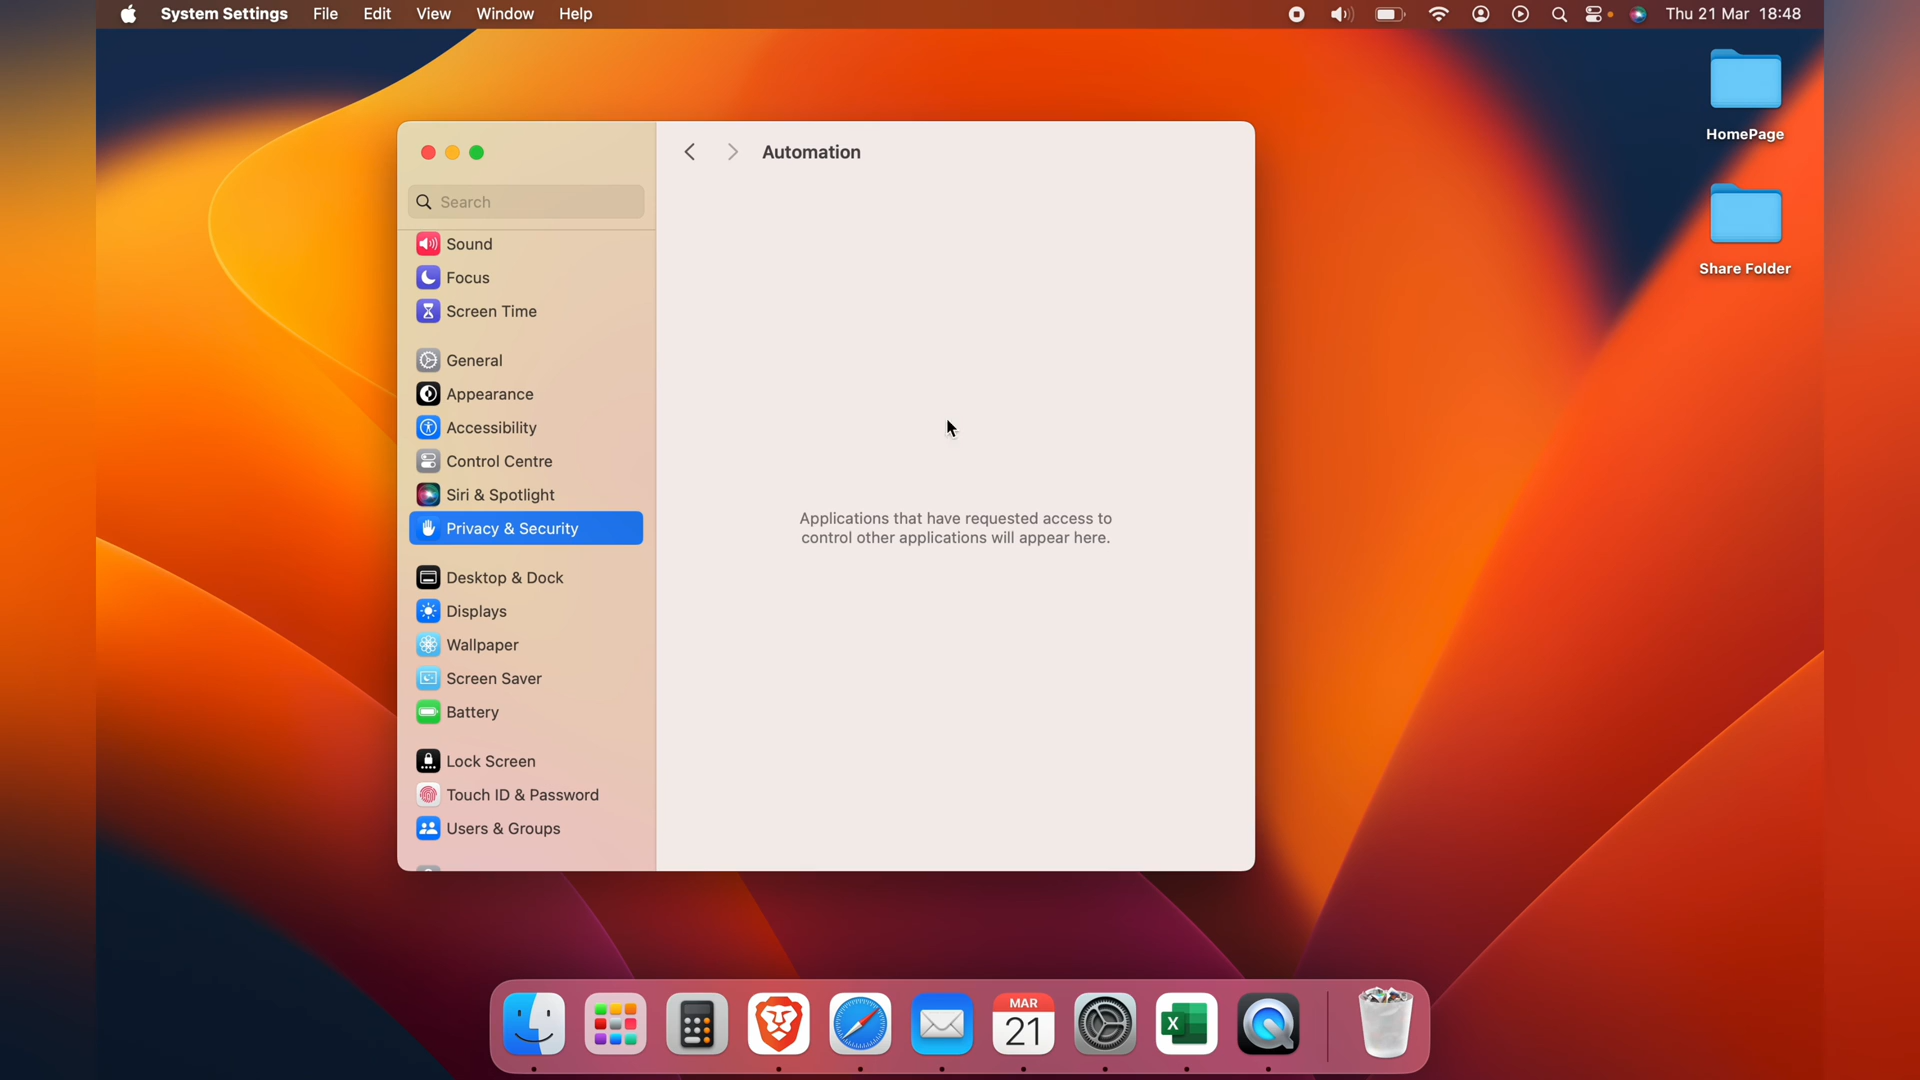 System Settings File Edit View Window Help Thu 21 Mar 18:48
HomePage
Share Folder
Automation
Search
Sound
Focus
Screen Time
General
Appearance
Accessibility
Control Centre
Siri & Spotlight
Privacy & Security
Desktop & Dock
Displays
Wallpaper
Screen Saver
Battery
Lock Screen
Touch ID & Password
Users & Groups
Applications that have requested access to
control other applications will appear here.
MAR
21
X